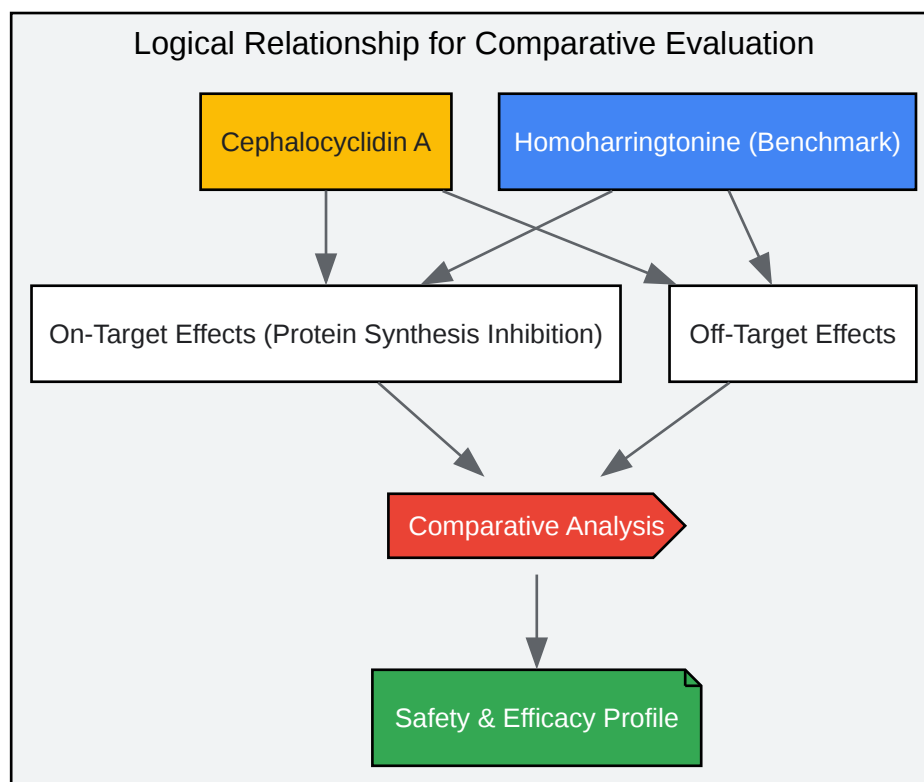 Logical Relationship for Comparative Evaluation
Cephalocyclidin A
Homoharringtonine (Benchmark)
On-Target Effects (Protein Synthesis Inhibition)
Off-Target Effects
Comparative Analysis
Safety & Efficacy Profile